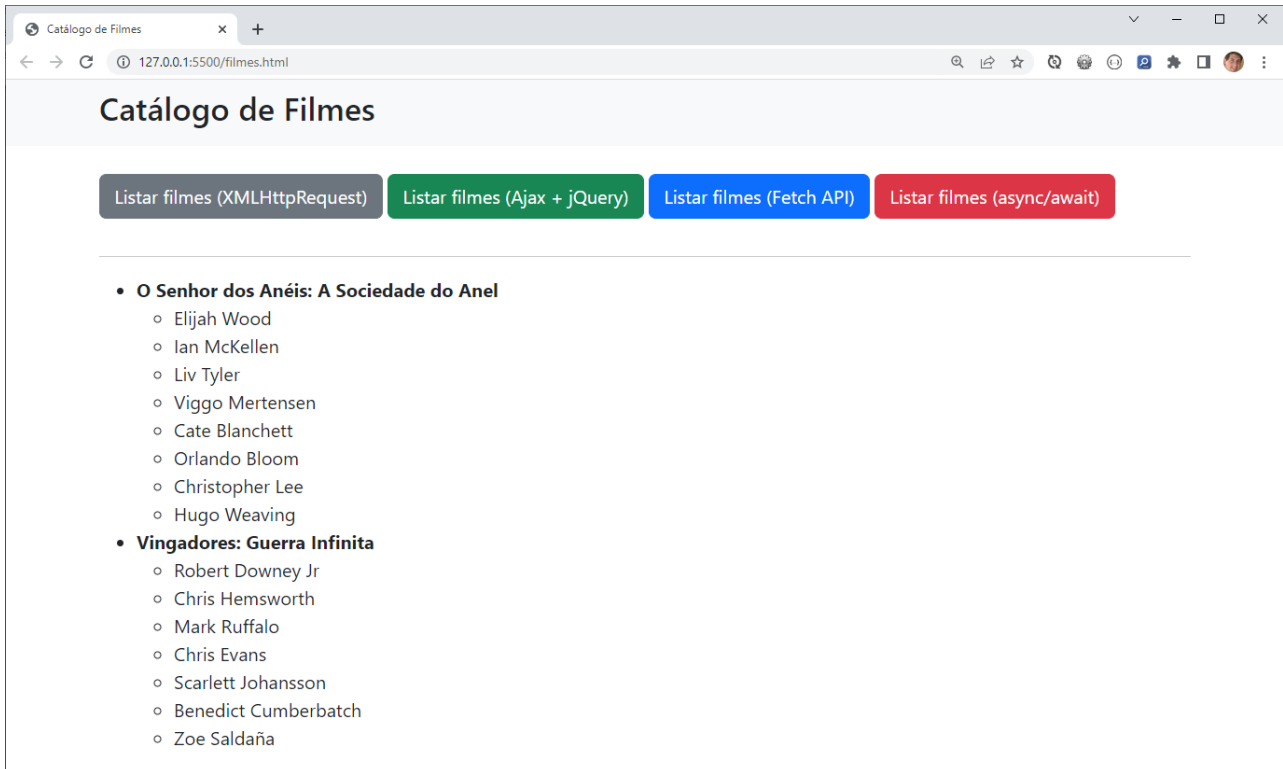 Catálogo de Filmes
127.0.0.1:5500/filmes.html
Catálogo de Filmes
Listar filmes (XMLHttpRequest) Listar filmes (Ajax + jQuery) Listar filmes (Fetch API) Listar filmes (async/await)
O Senhor dos Anéis: A Sociedade do Anel
Elijah Wood
Ian McKellen
Liv Tyler
Viggo Mertensen
Cate Blanchett
Orlando Bloom
Christopher Lee
Hugo Weaving
Vingadores: Guerra Infinita
Robert Downey Jr
Chris Hemsworth
Mark Ruffalo
Chris Evans
Scarlett Johansson
Benedict Cumberbatch
Zoe Saldaña